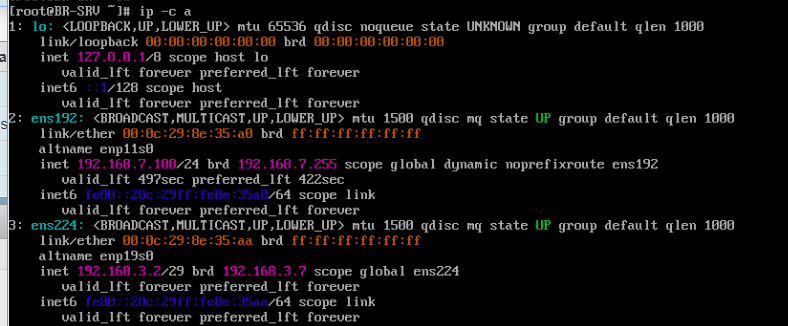 [root@BR-SRV ~]# ip -c a
1: lo: <LOOPBACK,UP,LOWER_UP> mtu 65536 qdisc noqueue state UNKNOWN group default qlen 1000
link/loopback 00:00:00:00:00:00 brd 00:00:00:00:00:00
inet 127.0.0.1/8 scope host lo
valid_lft forever preferred_lft forever
inet6 ::1/128 scope host
valid_lft forever preferred_lft forever
2: ens192: <BROADCAST,MULTICAST,UP,LOWER_UP> mtu 1500 qdisc mq state UP group default qlen 1000
link/ether 00:0c:29:8e:35:a0 brd ff:ff:ff:ff:ff:ff
altname enp11s0
inet 192.168.7.100/24 brd 192.168.7.255 scope global dynamic noprefixroute ens192
valid_lft 497sec preferred_lft 422sec
inet6 fe80::20c:29ff:fe8e:35a0/64 scope link
valid_lft forever preferred_lft forever
3: ens224: <BROADCAST,MULTICAST,UP,LOWER_UP> mtu 1500 qdisc mq state UP group default qlen 1000
link/ether 00:0c:29:8e:35:aa brd ff:ff:ff:ff:ff:ff
altname enp19s0
inet 192.168.3.2/29 brd 192.168.3.7 scope global ens224
valid_lft forever preferred_lft forever
inet6 fe80::20c:29ff:fe8e:35aa/64 scope link
valid_lft forever preferred_lft forever